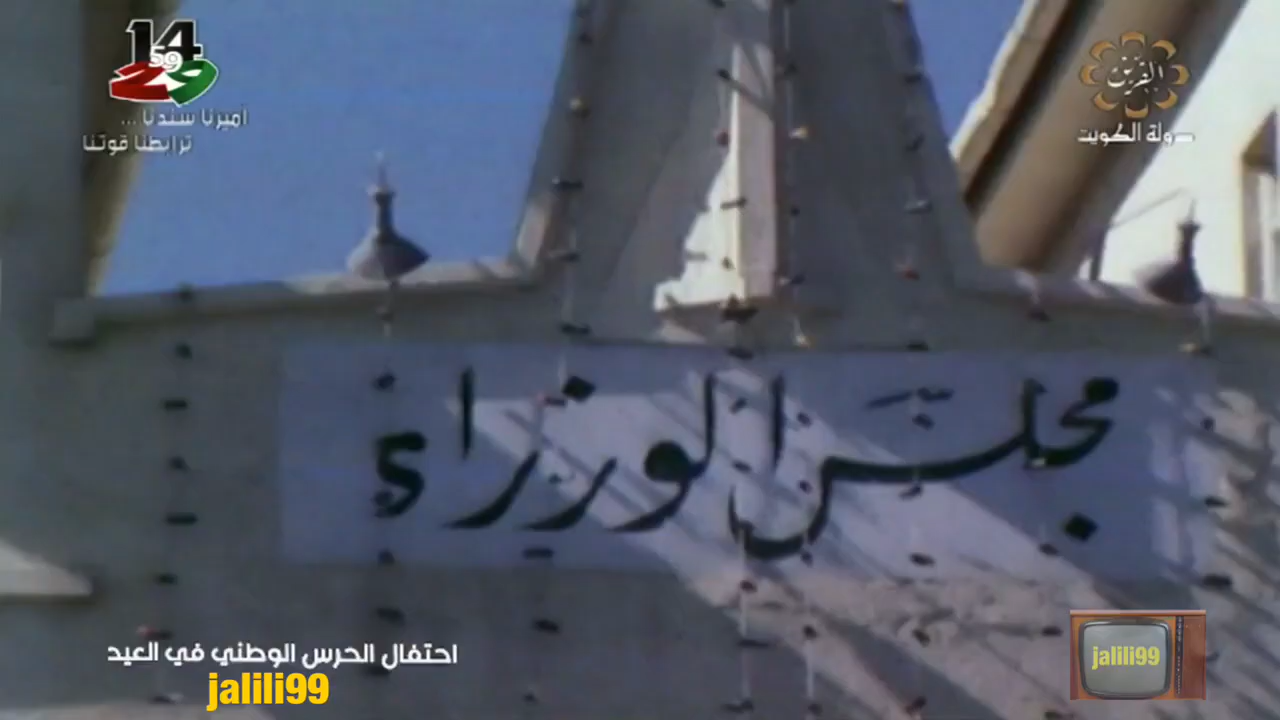 14
59
29
أميرنا سندنا ...
ترابطنا قوتنا
القرين
دولة الكويت
مجلس الوزراء
احتفال الحرس الوطني في العيد
jalili99
jalili99